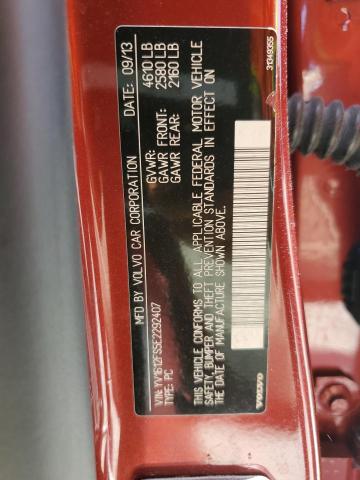 MFD BY VOLVO CAR CORPORATION DATE: 09/13
GVWR: 4610 LB
GAWR FRONT: 2580 LB
GAWR REAR: 2160 LB
VIN: YV1612FS5E2292407
TYPE: PC
THIS VEHICLE CONFORMS TO ALL APPLICABLE FEDERAL MOTOR VEHICLE
SAFETY, BUMPER AND THEFT PREVENTION STANDARDS IN EFFECT ON
DATE OF MANUFACTURE SHOWN ABOVE.
VOLVO
31349355